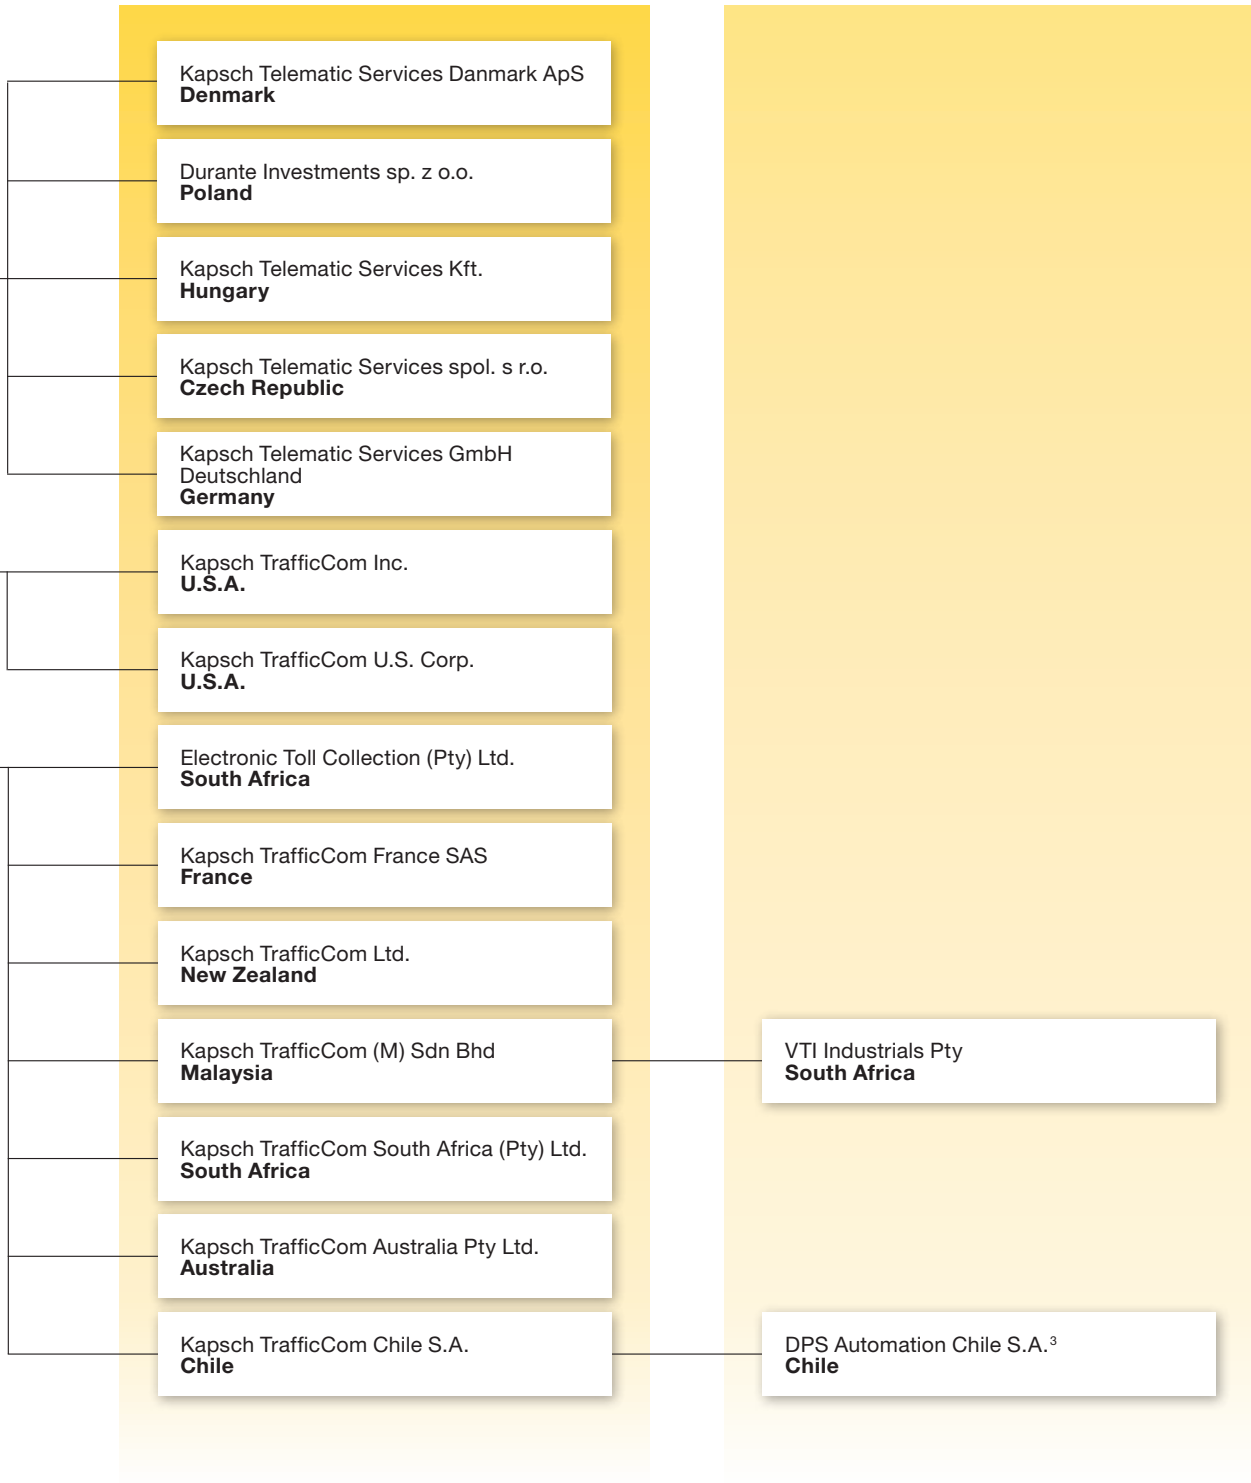 Kapsch Telematic Services Danmark ApS
Denmark
Durante Investments sp. z o.o.
Poland
Kapsch Telematic Services Kft.
Hungary
Kapsch Telematic Services spol. s r.o.
Czech Republic
Kapsch Telematic Services GmbH
Deutschland
Germany
Kapsch TrafficCom Inc.
U.S.A.
Kapsch TrafficCom U.S. Corp.
U.S.A.
Electronic Toll Collection (Pty) Ltd.
South Africa
Kapsch TrafficCom France SAS
France
Kapsch TrafficCom Ltd.
New Zealand
Kapsch TrafficCom (M) Sdn Bhd
Malaysia
VTI Industrials Pty
South Africa
Kapsch TrafficCom South Africa (Pty) Ltd.
South Africa
Kapsch TrafficCom Australia Pty Ltd.
Australia
Kapsch TrafficCom Chile S.A.
Chile
DPS Automation Chile S.A.³
Chile